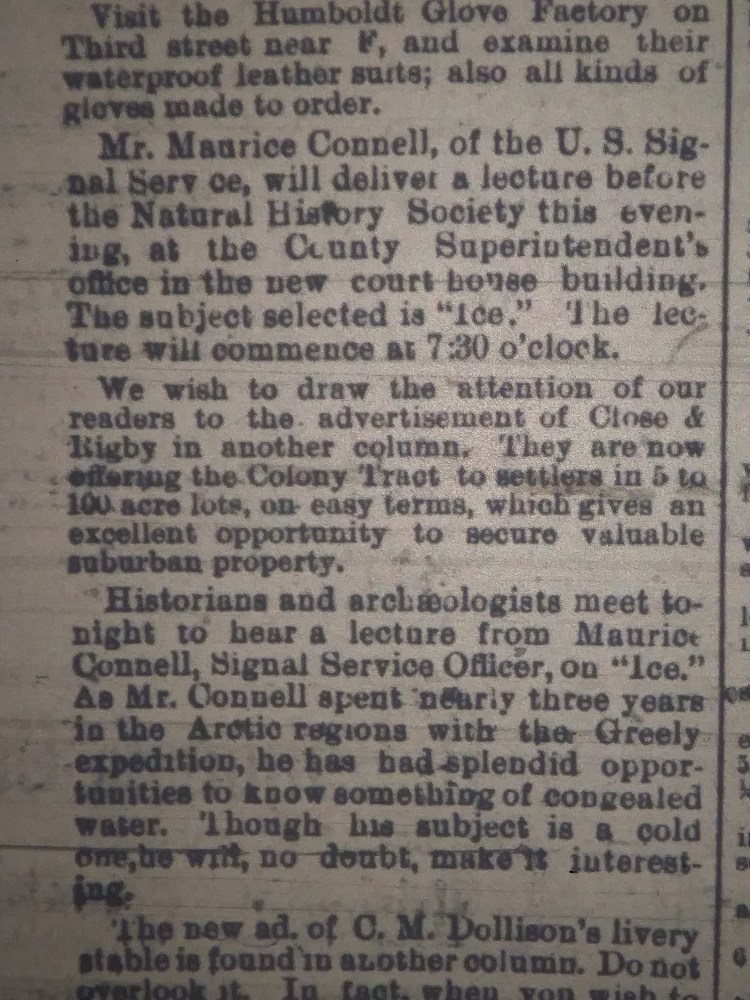 Visit the Humboldt Glove Factory on
Third street near F, and examine their
waterproof leather suits; also all kinds of
gloves made to order.
Mr. Maurice Connell, of the U. S. Sig-
nal Serv ce, will deliver a lecture before
the Natural History Society this even-
ing, at the County Superintendent's
office in the new court house building.
The subject selected is "Ice." The lec-
ture will commence at 7:30 o'clock.
We wish to draw the attention of our
readers to the advertisement of Close &
Rigby in another column. They are now
offering the Colony Tract to settlers in 5 to
100 acre lots, on easy terms, which gives an
excellent opportunity to secure valuable
suburban property.
Historians and archæologists meet to-
night to hear a lecture from Maurice
Connell, Signal Service Officer, on "Ice."
As Mr. Connell spent nearly three years
in the Arctic regions with the Greely
expedition, he has had splendid oppor-
tunities to know something of congealed
water. Though his subject is a cold
one, he will, no doubt, make it interest-
ing.
The new ad. of C. M. Dollison's livery
stable is found in another column. Do not
overlook it. In fact, when you wish to